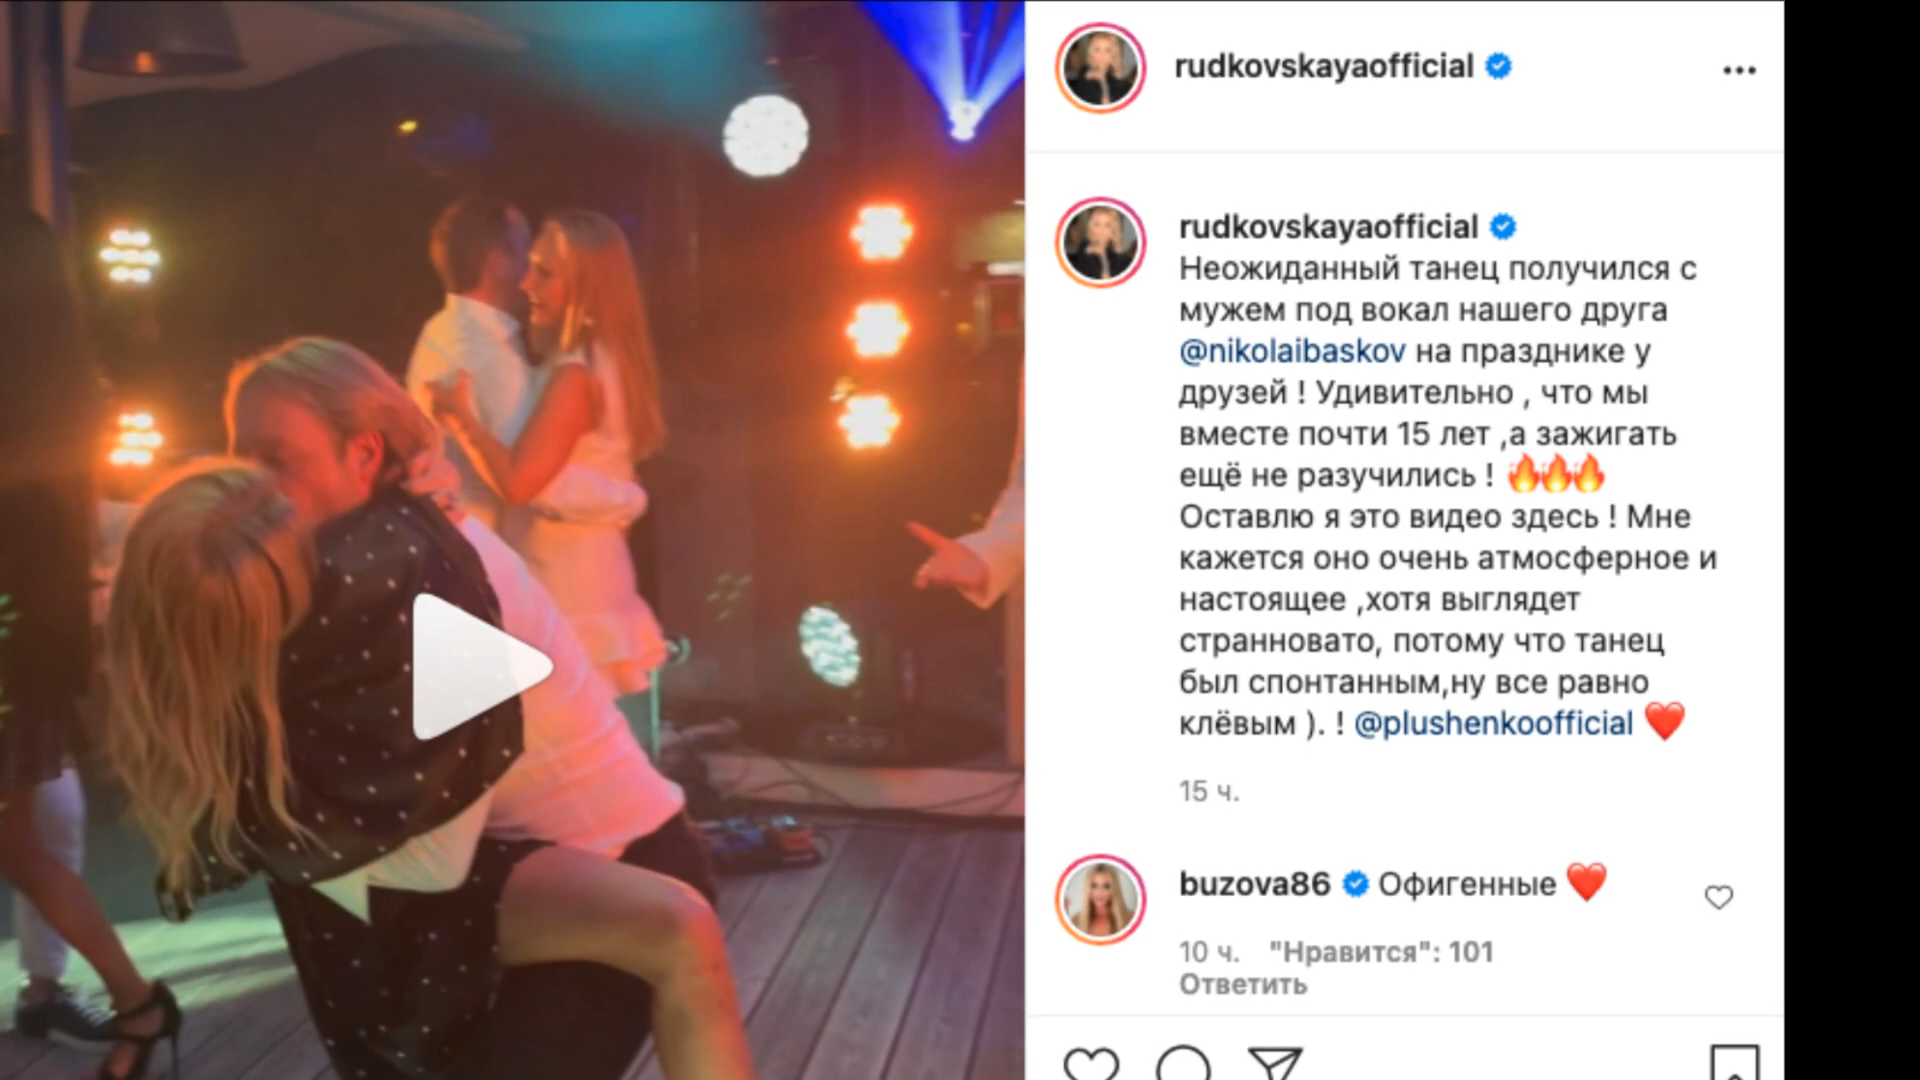 rudkovskayaofficial
rudkovskayaofficial
Неожиданный танец получился с
мужем под вокал нашего друга
@nikolaibaskov на празднике у
друзей ! Удивительно , что мы
вместе почти 15 лет ,а зажигать
ещё не разучились ! 🔥🔥🔥
Оставлю я это видео здесь ! Мне
кажется оно очень атмосферное и
настоящее ,хотя выглядет
странновато, потому что танец
был спонтанным,ну все равно
клёвым ). ! @plushenkoofficial ❤️
15 ч.
buzova86 Офигенные ❤️
10 ч. "Нравится": 101
Ответить